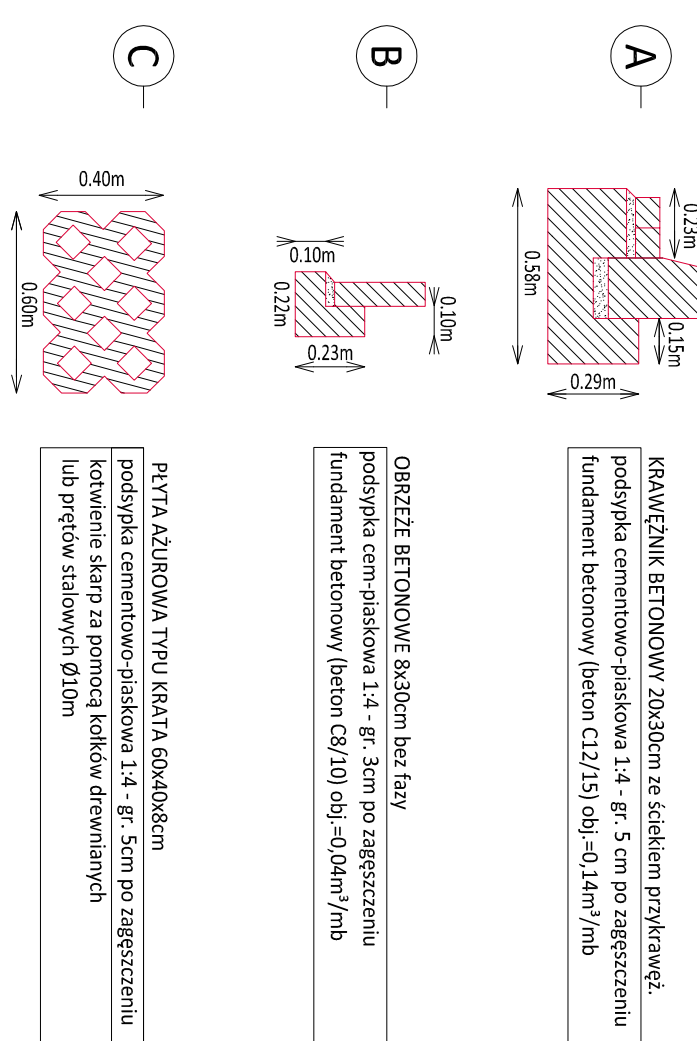 A
0.23m
0.15m
0.58m
0.29m
KRAWĘŻNIK BETONOWY 20x30cm ze ściekiem przykrawęż.
podsypka cementowo-piaskowa 1:4 - gr. 5 cm po zagęszczeniu
fundament betonowy (beton C12/15) obj.=0,14m³/mb
B
0.10m
0.10m
0.22m
0.23m
OBRZEŻE BETONOWE 8x30cm bez fazy
podsypka cem-piaskowa 1:4 - gr. 3cm po zagęszczeniu
fundament betonowy (beton C8/10) obj.=0,04m³/mb
C
0.40m
0.60m
PŁYTA AŻUROWA TYPU KRATA 60x40x8cm
podsypka cementowo-piaskowa 1:4 - gr. 5cm po zagęszczeniu
kotwienie skarp za pomocą kołków drewnianych
lub prętów stalowych Ø10m